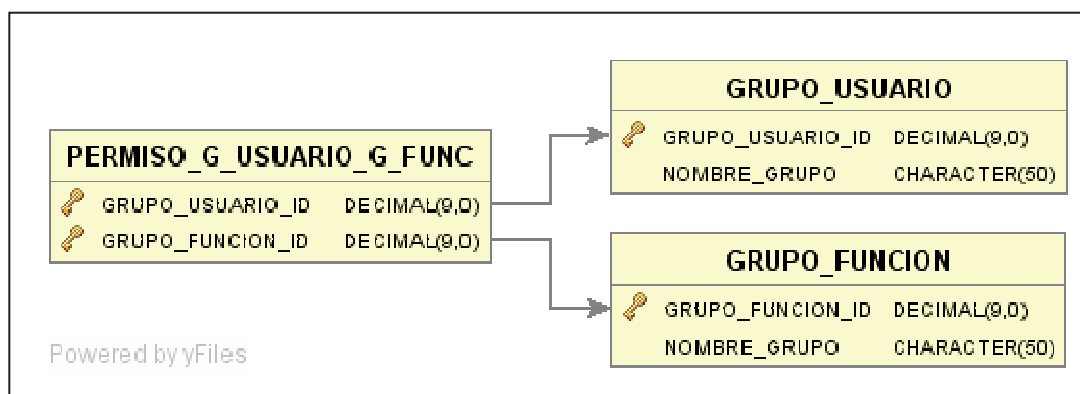 PERMISO_G_USUARIO_G_FUNC
GRUPO_USUARIO_ID DECIMAL(9,0)
GRUPO_FUNCION_ID DECIMAL(9,0)
GRUPO_USUARIO
GRUPO_USUARIO_ID DECIMAL(9,0)
NOMBRE_GRUPO CHARACTER(50)
GRUPO_FUNCION
GRUPO_FUNCION_ID DECIMAL(9,0)
NOMBRE_GRUPO CHARACTER(50)
Powered by yFiles